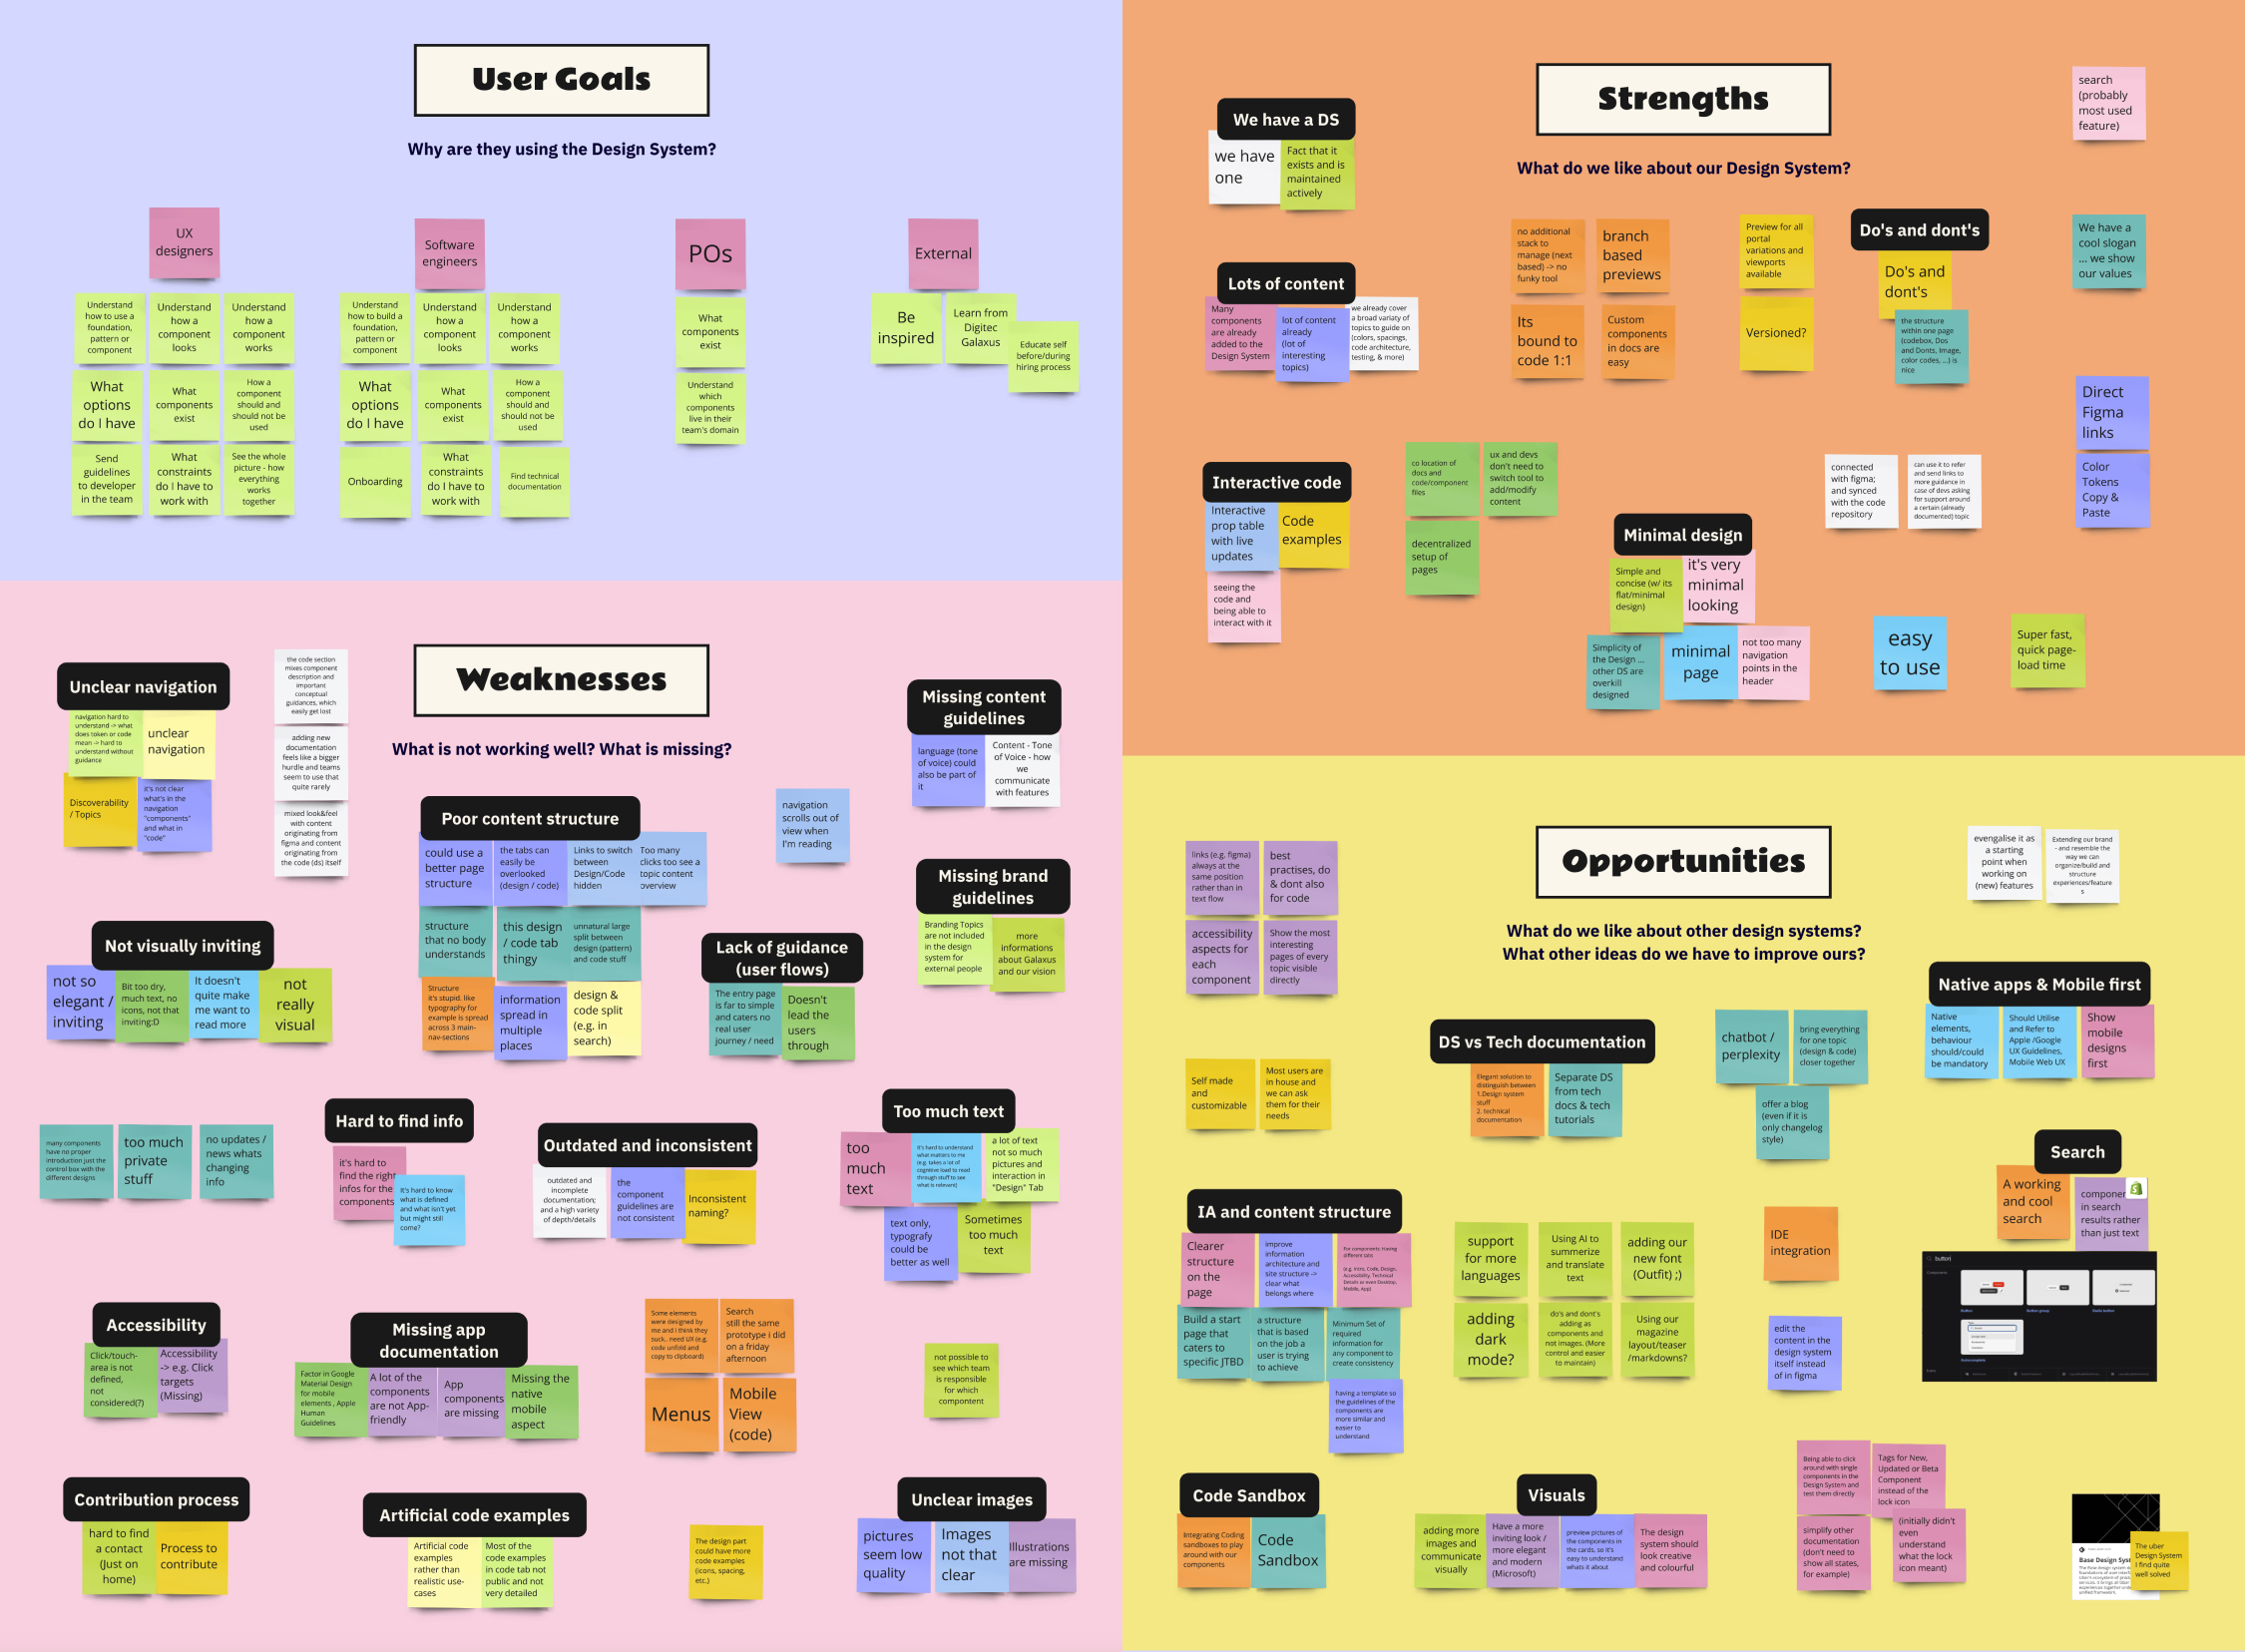 User Goals
Why are they using the Design System?
UX
designers
Understand
how to use a
foundation,
pattern or
component
Understand
how a
component
looks
Understand
how a
component
works
What
options
do I have
What
components
exist
How a
component
should and
should not be
used
Send
guidelines
to developer
in the team
What
constraints
do I have to
work with
See the whole
picture - how
everything
works
together
Software
engineers
Understand
how to build a
foundation,
pattern or
component
Understand
how a
component
looks
Understand
how a
component
works
What
options
do I have
What
components
exist
How a
component
should and
should not be
used
Onboarding
What
constraints
do I have to
work with
Find technical
documentation
POs
What
components
exist
Understand
which
components
live in their
team's domain
External
Be
inspired
Learn from
Digitec
Galaxus
Educate self
before/during
hiring process
Strengths
What do we like about our Design System?
We have a DS
we have
one
Fact that it
exists and is
maintained
actively
Lots of content
Many
components
are already
added to the
Design System
lot of content
already
(lot of
interesting
topics)
we already cover
a broad variaty of
topics to guide on
(colors, spacings,
code architecture,
testing, & more)
no additional
stack to
manage (next
based) -> no
funky tool
branch
based
previews
Its
bound to
code 1:1
Custom
components
in docs are
easy
Preview for all
portal
variations and
viewports
available
Versioned?
Do's and dont's
Do's and
dont's
the structure
within one page
(codebox, Dos
and Donts, Image,
color codes, ...) is
nice
search
(probably
most used
feature)
We have a
cool slogan
... we show
our values
Direct
Figma
links
Color
Tokens
Copy &
Paste
Interactive code
Interactive
prop table
with live
updates
Code
examples
seeing the
code and
being able to
interact with it
co location of
docs and
code/component
files
ux and devs
don't need to
switch tool to
add/modify
content
decentralized
setup of
pages
Minimal design
Simple and
concise (w/ its
flat/minimal
design)
it's very
minimal
looking
Simplicity of
the Design ...
other DS are
overkill
designed
minimal
page
not too many
navigation
points in the
header
connected
with figma;
and synced
with the code
repository
can use it to refer
and send links to
more guidance in
case of devs asking
for support around
a certain (already
documented) topic
easy
to use
Super fast,
quick page-
load time
Weaknesses
What is not working well? What is missing?
Unclear navigation
navigation hard to
understand -> what
does token or code
mean -> hard to
understand without
guidance
unclear
navigation
Discoverability
/ Topics
it's not clear
what's in the
navigation
"components"
and what in
"code"
the code section
mixes component
description and
important
conceptual
guidances, which
easily get lost
adding new
documentation
feels like a bigger
hurdle and teams
seem to use that
quite rarely
mixed look&feel
with content
originating from
figma and content
originating from
the code (ds) itself
Poor content structure
could use a
better page
structure
the tabs can
easily be
overlooked
(design / code)
Links to switch
between
Design/Code
hidden
Too many
clicks too see a
topic content
overview
structure
that no body
understands
this design
/ code tab
thingy
unnatural large
split between
design (pattern)
and code stuff
Structure
it's stupid. like
typography for
example is spread
across 3 main-
nav-sections
information
spread in
multiple
places
design &
code split
(e.g. in
search)
navigation
scrolls out of
view when
I'm reading
Missing content
guidelines
language (tone
of voice) could
also be part of
it
Content - Tone
of Voice - how
we
communicate
with features
Missing brand
guidelines
Branding Topics
are not included
in the design
system for
external people
more
informations
about Galaxus
and our vision
Not visually inviting
not so
elegant /
inviting
Bit too dry,
much text, no
icons, not that
inviting:D
It doesn't
quite make
me want to
read more
not
really
visual
Lack of guidance
(user flows)
The entry page
is far to simple
and caters no
real user
journey / need
Doesn't
lead the
users
through
many components
have no proper
introduction just the
control box with the
different designs
too much
private
stuff
no updates /
news whats
changing
info
Hard to find info
it's hard to
find the right
infos for the
components
It's hard to know
what is defined
and what isn't yet
but might still
come?
Outdated and inconsistent
outdated and
incomplete
documentation;
and a high variety
of depth/details
the
component
guidelines are
not consistent
Inconsistent
naming?
Too much text
too
much
text
It's hard to understand
what matters to me
(e.g. takes a lot of
cognitive load to read
through stuff to see
what is relevant)
a lot of text
not so much
pictures and
interaction in
"Design" Tab
text only,
typografy
could be
better as well
Sometimes
too much
text
Accessibility
Click/touch-
area is not
defined,
not
considered(?)
Accessibility
-> e.g. Click
targets
(Missing)
Missing app
documentation
Factor in Google
Material Design
for mobile
elements , Apple
Human
Guidelines
A lot of the
components
are not App-
friendly
App
components
are missing
Missing the
native
mobile
aspect
Some elements
were designed by
me and i think they
suck.. need UX (e.g.
code unfold and
copy to clipboard)
Search
still the same
prototype i did
on a friday
afternoon
Menus
Mobile
View
(code)
not possible to
see which team
is responsible
for which
compontent
Contribution process
hard to find
a contact
(Just on
home)
Process to
contribute
Artificial code examples
Artificial code
examples
rather than
realistic use-
cases
Most of the
code examples
in code tab not
public and not
very detailed
The design part
could have more
code examples
(icons, spacing,
etc.)
Unclear images
pictures
seem low
quality
Images
not that
clear
Illustrations
are missing
Opportunities
What do we like about other design systems?
What other ideas do we have to improve ours?
links (e.g. figma)
always at the
same position
rather than in
text flow
best
practises, do
& dont also
for code
accessibility
aspects for
each
component
Show the most
interesting
pages of every
topic visible
directly
evengalise it as
a starting
point when
working on
(new) features
Extending our brand
- and resemble the
way we can
organize/build and
structure
experiences/feature
s
Native apps & Mobile first
Native
elements,
behaviour
should/could
be mandatory
Should Utilise
and Refer to
Apple /Google
UX Guidelines,
Mobile Web UX
Show
mobile
designs
first
Self made
and
customizable
Most users are
in house and
we can ask
them for their
needs
DS vs Tech documentation
Elegant solution to
distinguish between
1.Design system
stuff
2. technical
documentation
Separate DS
from tech
docs & tech
tutorials
chatbot /
perplexity
bring everything
for one topic
(design & code)
closer together
offer a blog
(even if it is
only changelog
style)
Search
A working
and cool
search
component
in search
results rather
than just text
button
Components
Button
Button group
Media button
Autocomplete
IA and content structure
Clearer
structure
on the
page
improve
information
architecture and
site structure ->
clear what
belongs where
For components: Having
different tabs
(e.g. Intro, Code, Design,
Accessibility, Technical
Details or even Desktop,
Mobile, App)
Build a start
page that
caters to
specific JTBD
a structure
that is based
on the job a
user is trying
to achieve
Minimum Set of
required
information for
any component to
create consistency
having a template so
the guidelines of the
components are
more similar and
easier to
understand
support
for more
languages
Using AI to
summerize
and translate
text
adding our
new font
(Outfit) ;)
adding
dark
mode?
do's and dont's
adding as
components and
not images. (More
control and easier
to maintain)
Using our
magazine
layout/teaser
/markdowns?
IDE
integration
edit the
content in the
design system
itself instead
of in figma
Code Sandbox
Integrating Coding
sandboxes to play
around with our
components
Code
Sandbox
Visuals
adding more
images and
communicate
visually
Have a more
inviting look /
more elegant
and modern
(Microsoft)
preview pictures of
the components in
the cards, so it's
easy to understand
whats it about
The design
system should
look creative
and colourful
Being able to click
around with single
components in the
Design System and
test them directly
Tags for New,
Updated or Beta
Component
instead of the
lock icon
simplify other
documentation
(don't need to
show all states,
for example)
(initially didn't
even
understand
what the lock
icon meant)
Base Design Sys
The uber
Design System
I find quite
well solved